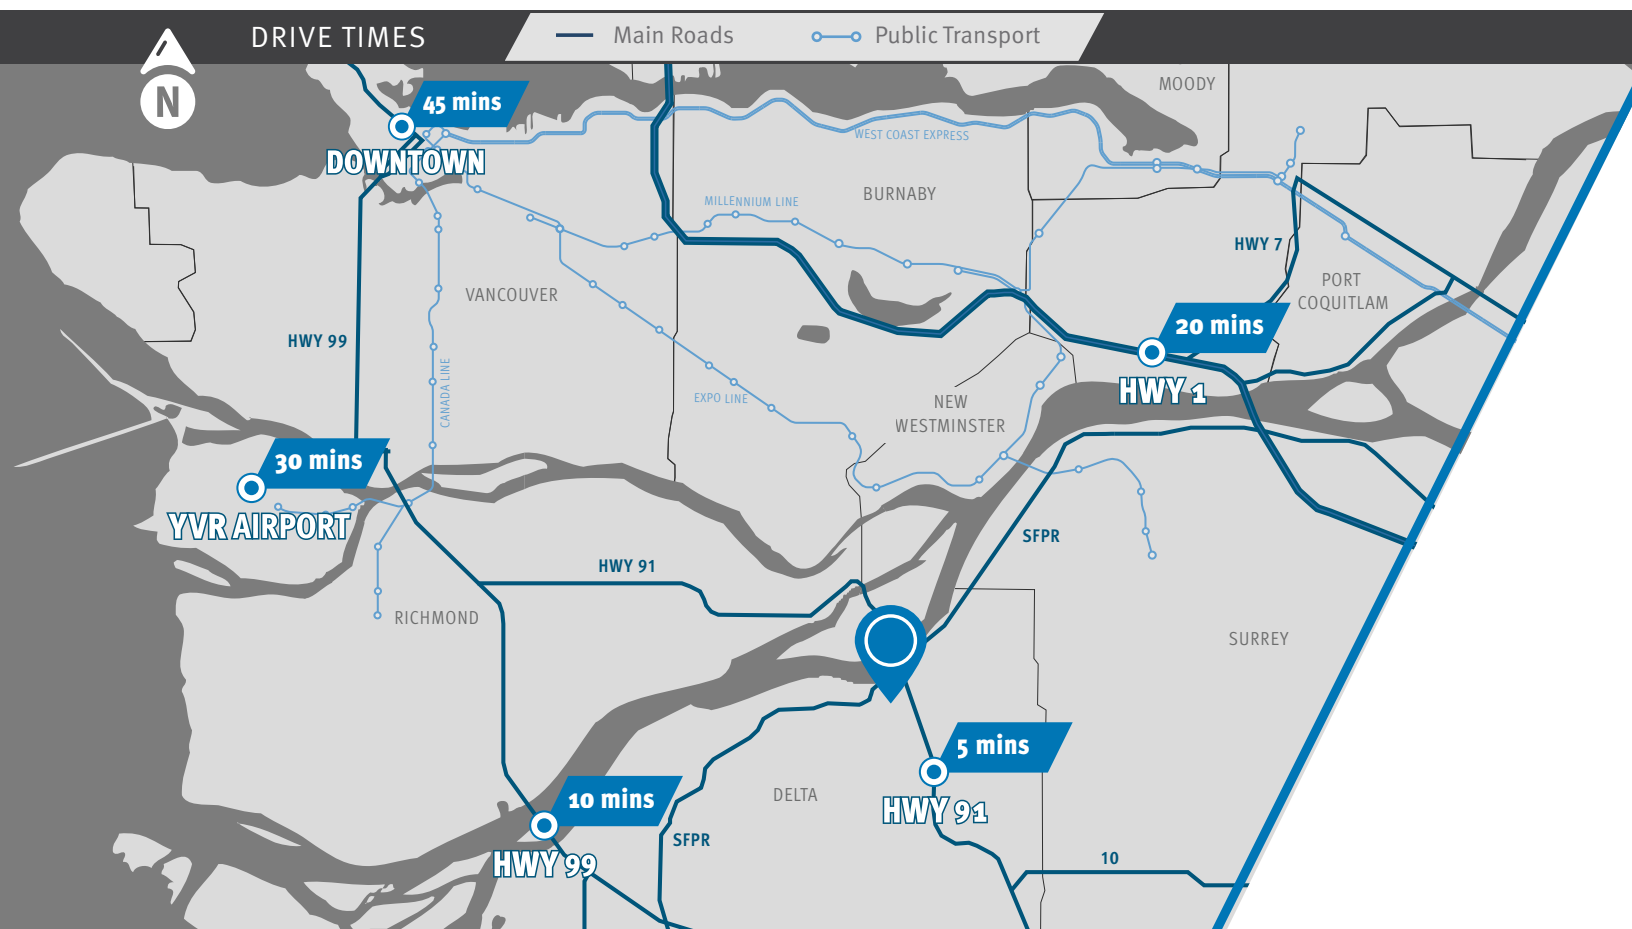 DRIVE TIMES
Main Roads
Public Transport
N
MOODY
45 mins
DOWNTOWN
WEST COAST EXPRESS
BURNABY
MILLENNIUM LINE
HWY 7
PORT
COQUITLAM
VANCOUVER
20 mins
HWY 99
HWY 1
CANADA LINE
EXPO LINE
NEW
WESTMINSTER
30 mins
YVR AIRPORT
SFPR
HWY 91
RICHMOND
SURREY
5 mins
10 mins
DELTA
HWY 91
SFPR
HWY 99
10